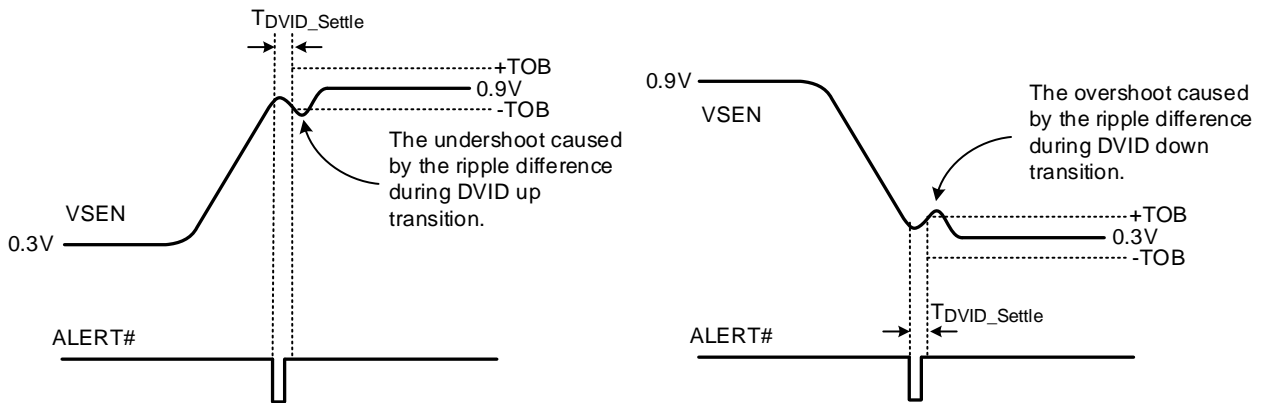 TDVID_Settle
+TOB
0.9V
-TOB
The undershoot caused
by the ripple difference
during DVID up
transition.
VSEN
0.3V
ALERT#
0.9V
VSEN
The overshoot caused
by the ripple difference
during DVID down
transition.
+TOB
0.3V
-TOB
TDVID_Settle
ALERT#